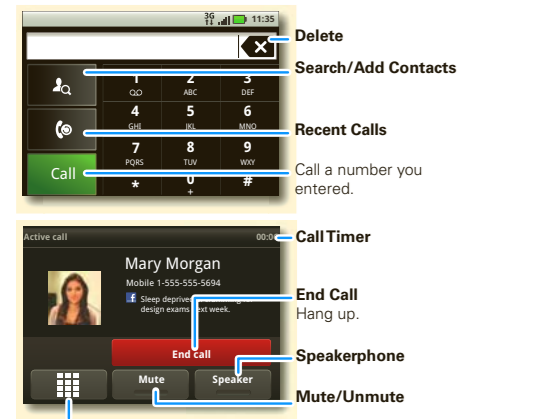 3G 11:35
Delete
Search/Add Contacts
1 2 3
ABC DEF
4 5 6
GHI JKL MNO
Recent Calls
7 8 9
PQRS TUV WXY
Call
* 0 #
+
Call a number you
entered.
Active call 00:0
Call Timer
Mary Morgan
Mobile 1-555-555-5694
Sleep
design exams next week.
End Call
Hang up.
End call
Speakerphone
Mute Speaker
Mute/Unmute